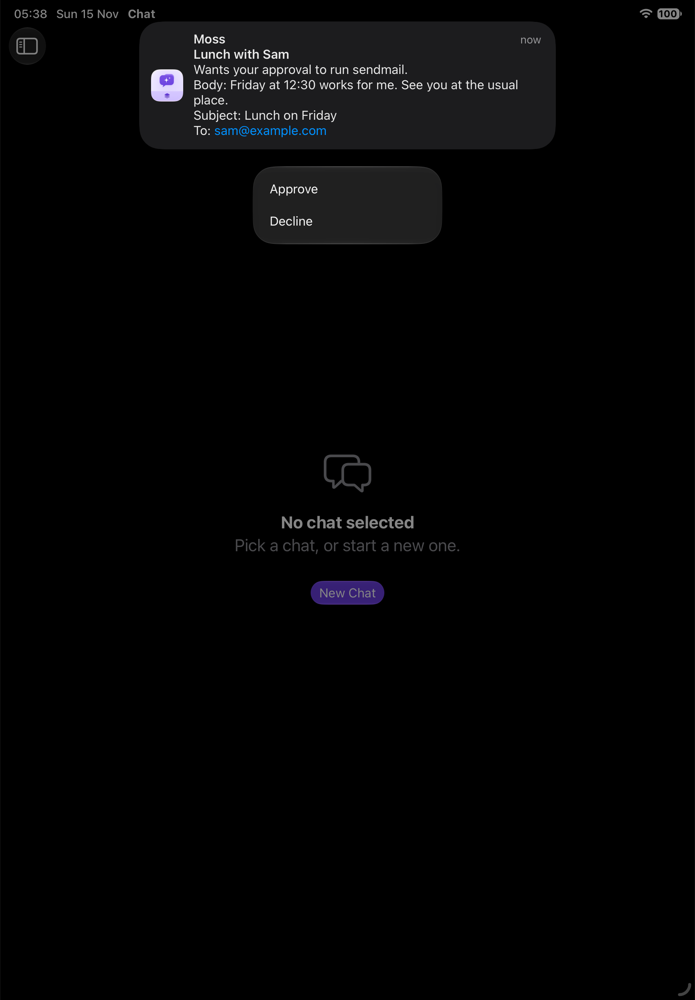 05:38 Sun 15 Nov Chat
100
Moss
now
Lunch with Sam
Wants your approval to run sendmail.
Body: Friday at 12:30 works for me. See you at the usual
place.
Subject: Lunch on Friday
To: sam@example.com
Approve
Decline
No chat selected
Pick a chat, or start a new one.
New Chat